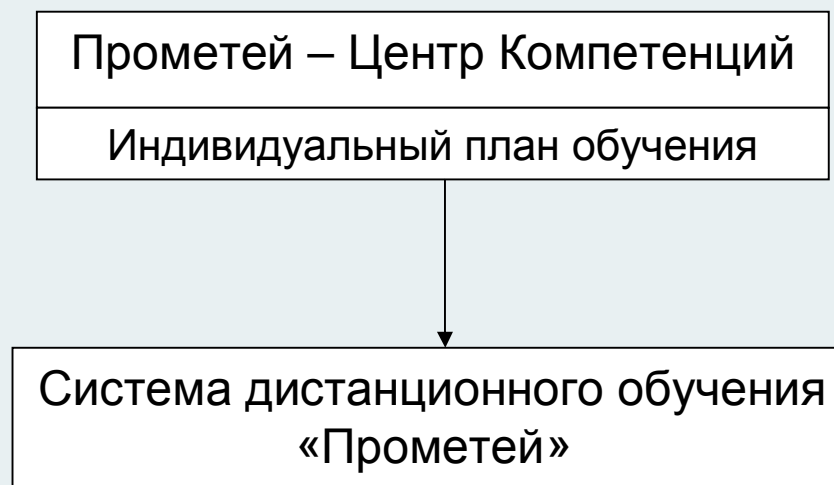 Прометей – Центр Компетенций
Индивидуальный план обучения
Система дистанционного обучения
«Прометей»